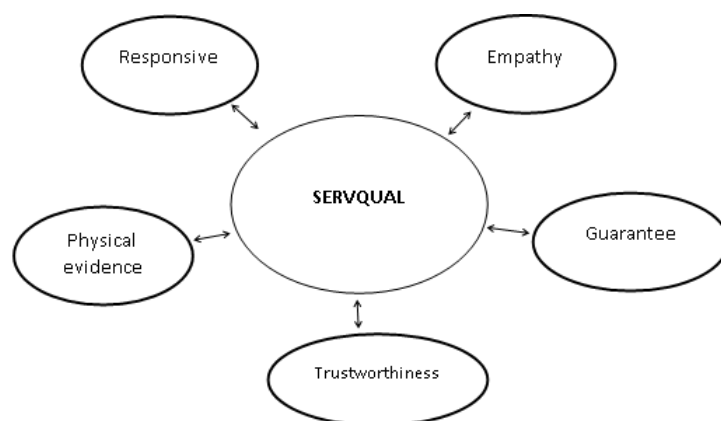 Responsive
Empathy
SERVQUAL
Physical
evidence
Guarantee
Trustworthiness